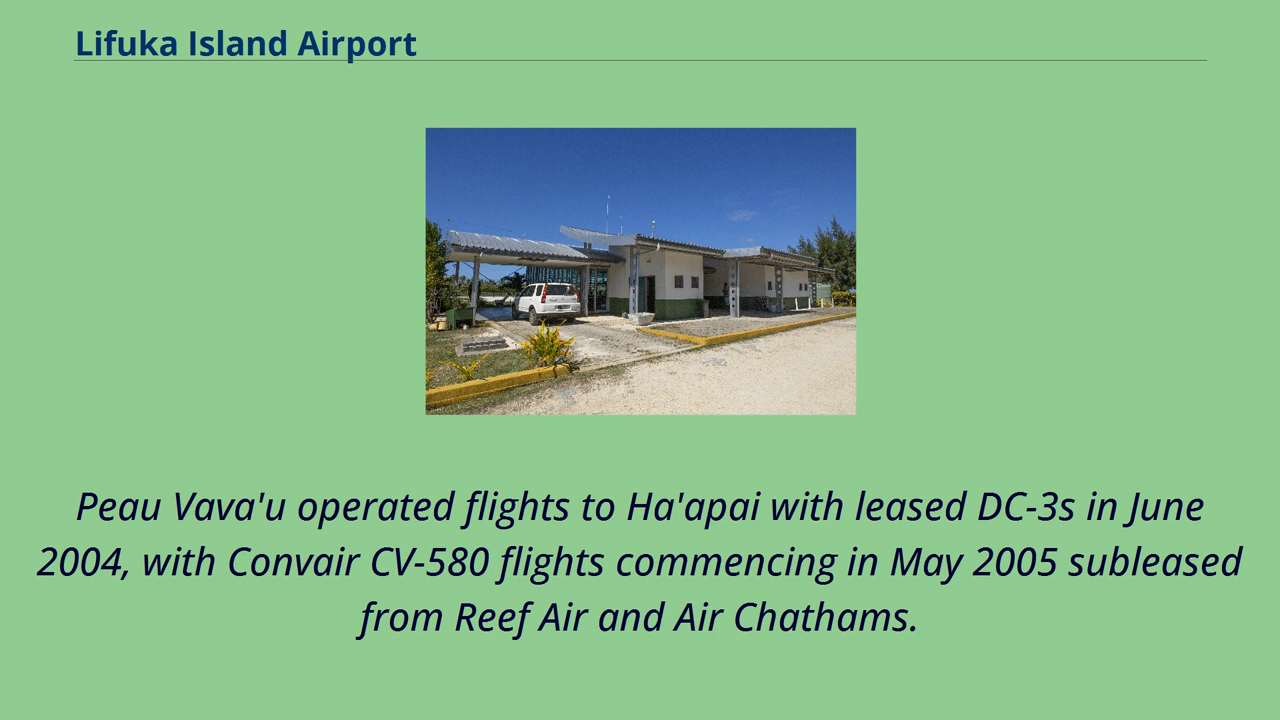 Lifuka Island Airport
Peau Vava'u operated flights to Ha'apai with leased DC-3s in June
2004, with Convair CV-580 flights commencing in May 2005 subleased
from Reef Air and Air Chathams.